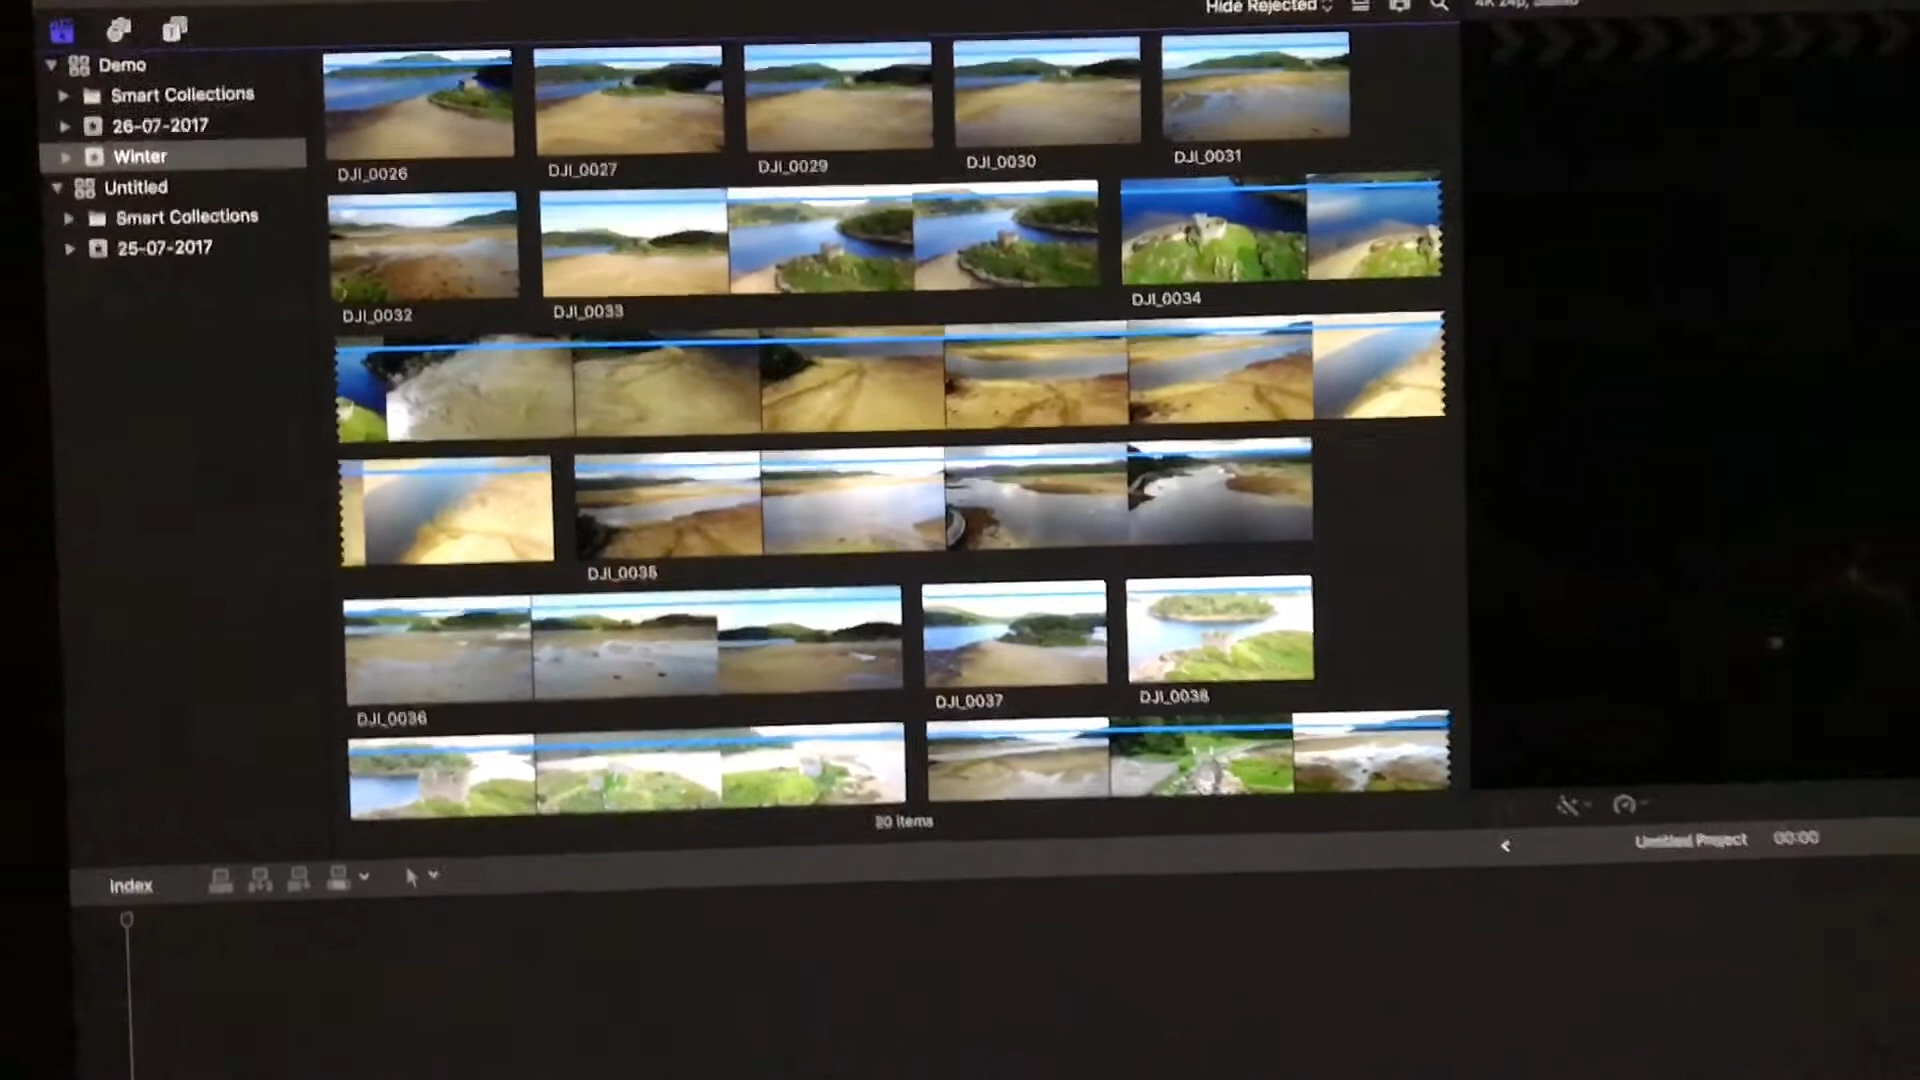 Hide Rejected
Demo
Smart Collections
26-07-2017
Winter
Untitled
Smart Collections
25-07-2017
DJI_0026
DJI_0027
DJI_0029
DJI_0030
DJI_0031
DJI_0032
DJI_0033
DJI_0034
DJI_0035
DJI_0036
DJI_0037
DJI_0038
items
Untitled Project
00:00
Index